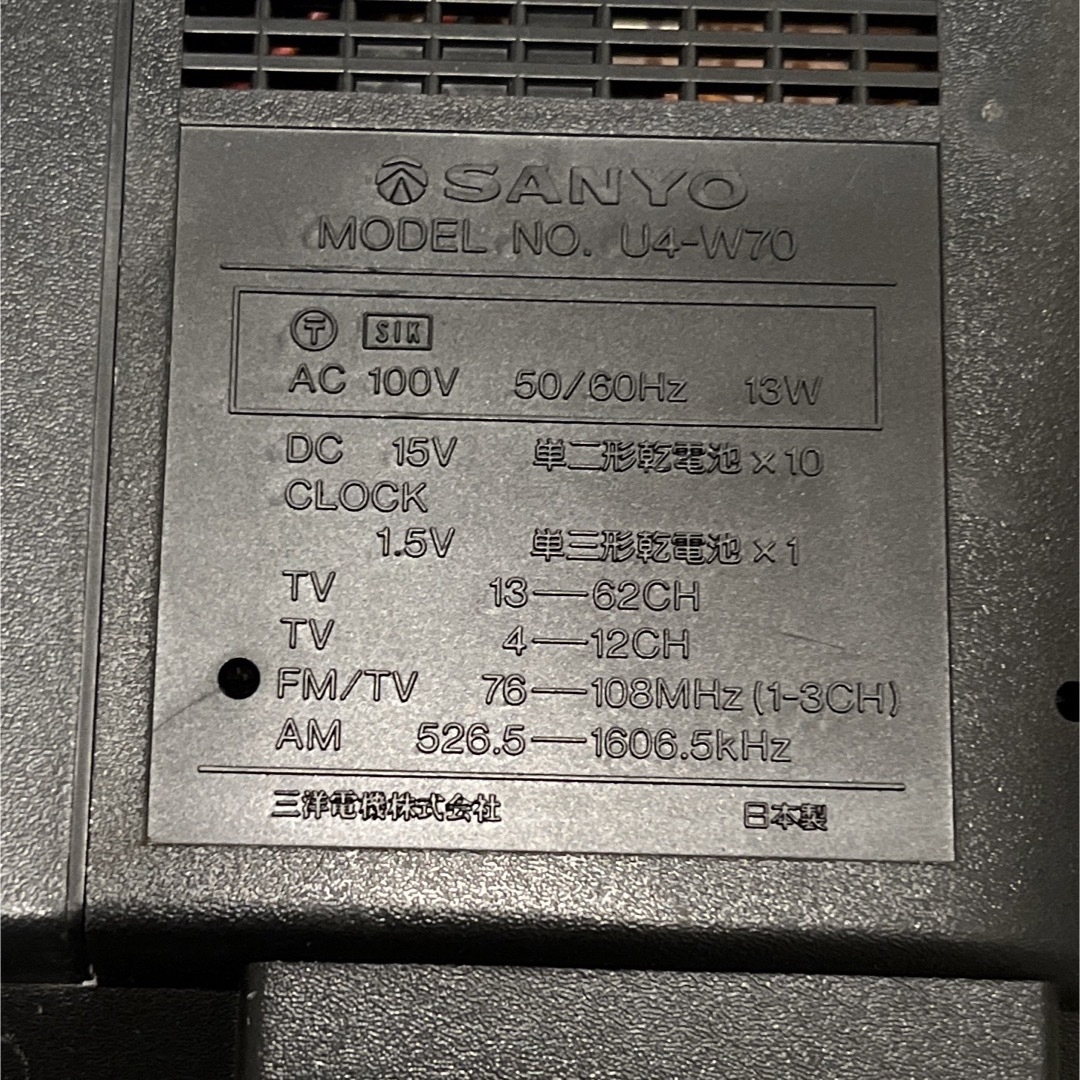 SANYO
MODEL NO. U4-W70
T SIK
AC 100V 50/60Hz 13W
DC 15V 単二形乾電池×10
CLOCK
1.5V 単三形乾電池×1
TV 13—62CH
TV 4—12CH
FM/TV 76—108MHz (1-3CH)
AM 526.5—1606.5kHz
三洋電機株式会社 日本製